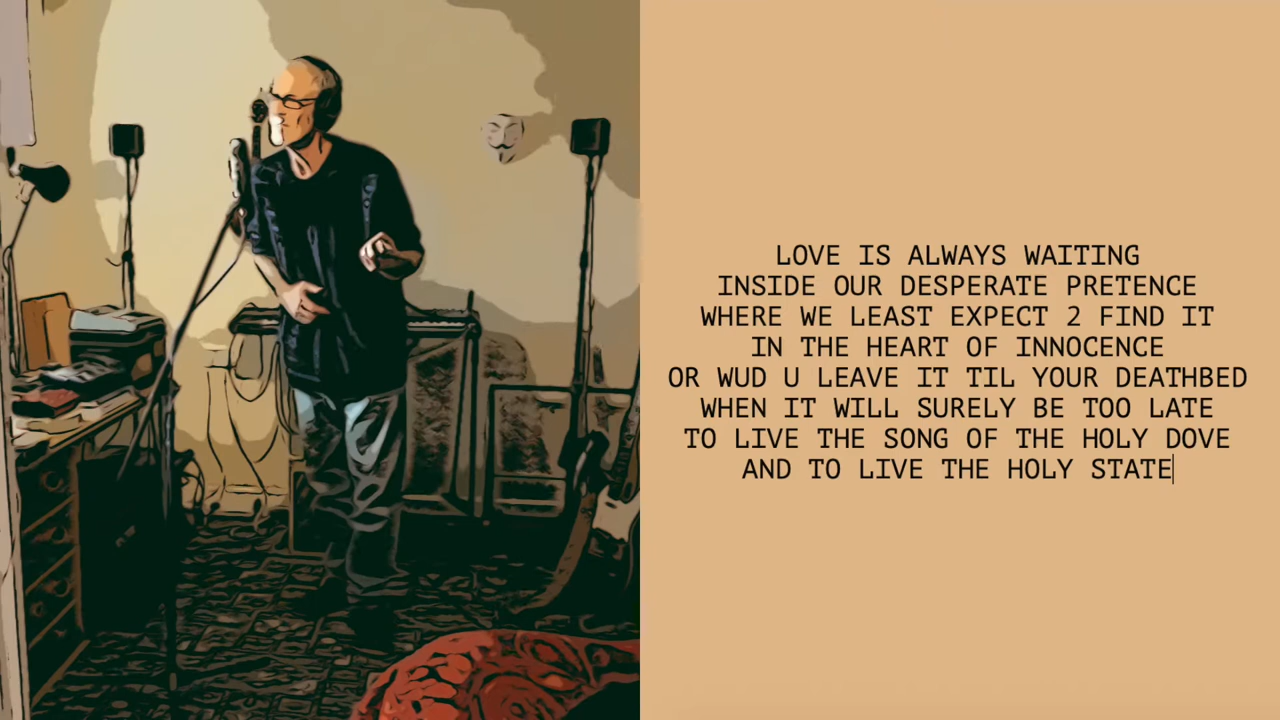 LOVE IS ALWAYS WAITING
INSIDE OUR DESPERATE PRETENCE
WHERE WE LEAST EXPECT 2 FIND IT
IN THE HEART OF INNOCENCE
OR WUD U LEAVE IT TIL YOUR DEATHBED
WHEN IT WILL SURELY BE TOO LATE
TO LIVE THE SONG OF THE HOLY DOVE
AND TO LIVE THE HOLY STATE